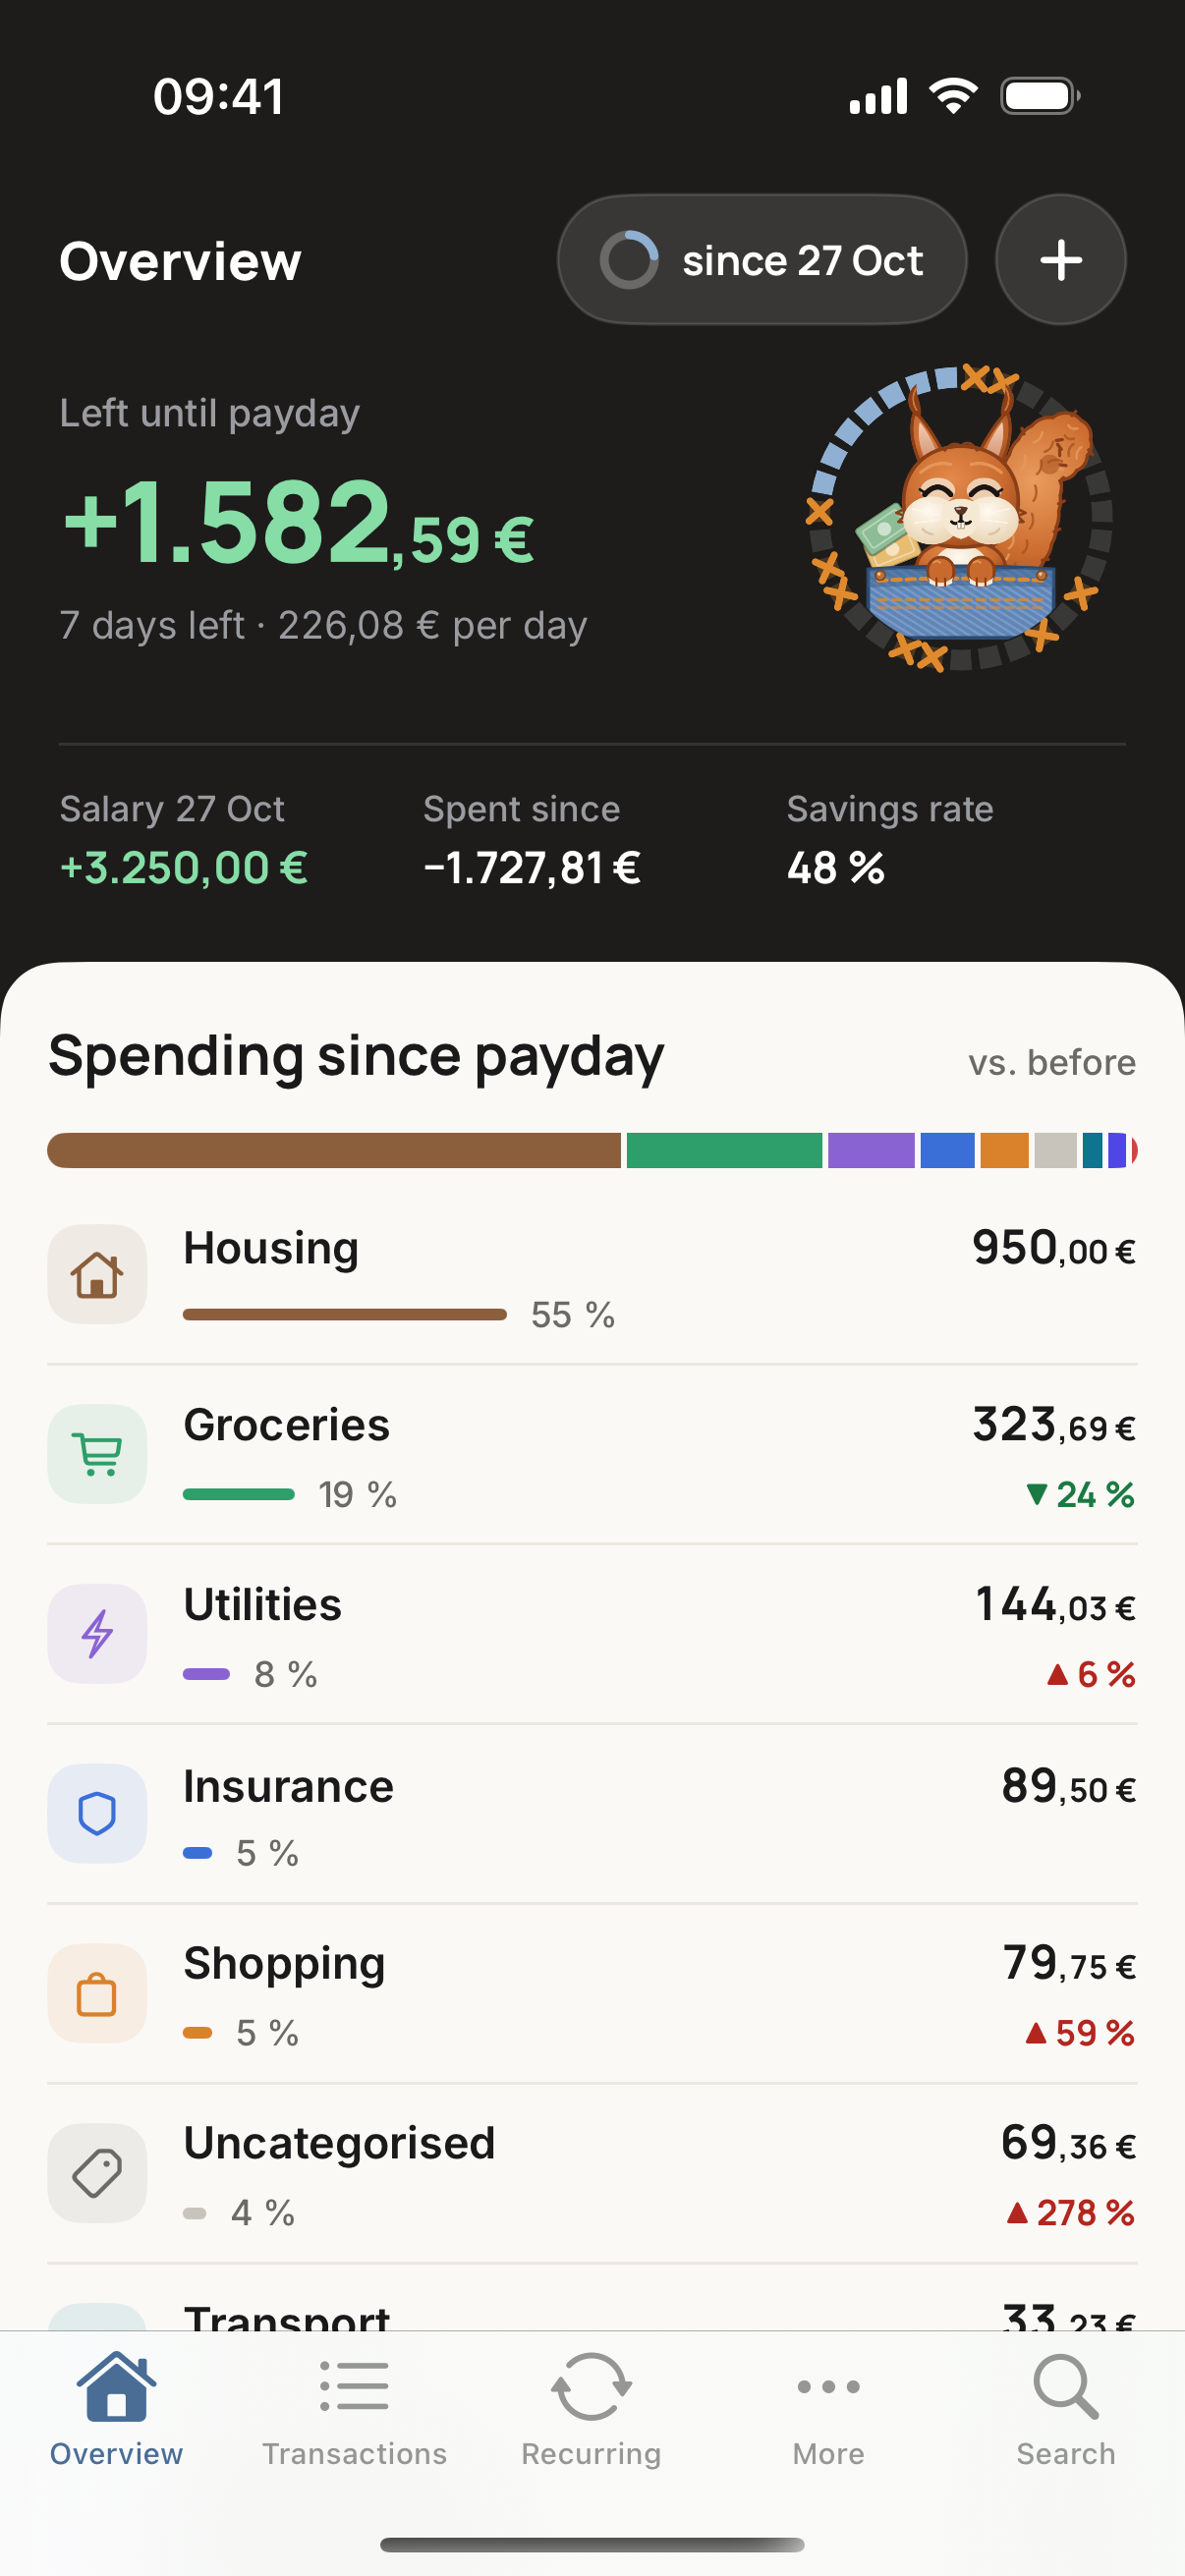 09:41
Overview
since 27 Oct
Left until payday
+1.582,59 €
7 days left · 226,08 € per day
Salary 27 Oct
Spent since
Savings rate
+3.250,00 €
−1.727,81 €
48 %
Spending since payday
vs. before
Housing
950,00 €
55 %
Groceries
323,69 €
19 %
▼ 24 %
Utilities
144,03 €
8 %
▲ 6 %
Insurance
89,50 €
5 %
Shopping
79,75 €
5 %
▲ 59 %
Uncategorised
69,36 €
4 %
▲ 278 %
Transport
33,23 €
Overview
Transactions
Recurring
More
Search